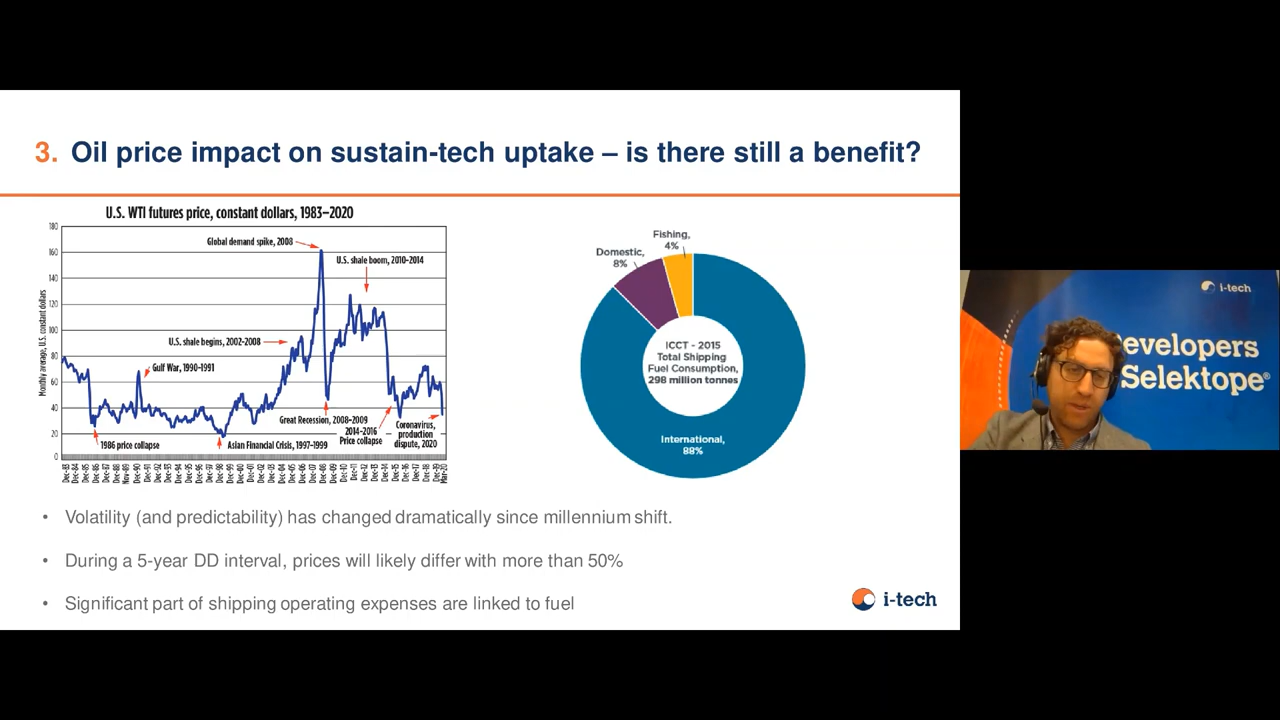 3. Oil price impact on sustain-tech uptake – is there still a benefit?
U.S. WTI futures price, constant dollars, 1983–2020
Monthly average, U.S. constant dollars
180
160
140
120
100
80
60
40
20
0
Global demand spike, 2008
U.S. shale boom, 2010-2014
U.S. shale begins, 2002-2008
Gulf War, 1990-1991
Great Recession, 2008-2009
2014-2016
Price collapse
Coronavirus,
production
dispute, 2020
1986 price collapse
Asian Financial Crisis, 1997-1999
Fishing,
4%
Domestic,
8%
ICCT - 2015
Total Shipping
Fuel Consumption,
298 million tonnes
International,
88%
• Volatility (and predictability) has changed dramatically since millennium shift.
• During a 5-year DD interval, prices will likely differ with more than 50%
• Significant part of shipping operating expenses are linked to fuel
i-tech
i-tech
evelopers
Selektope®